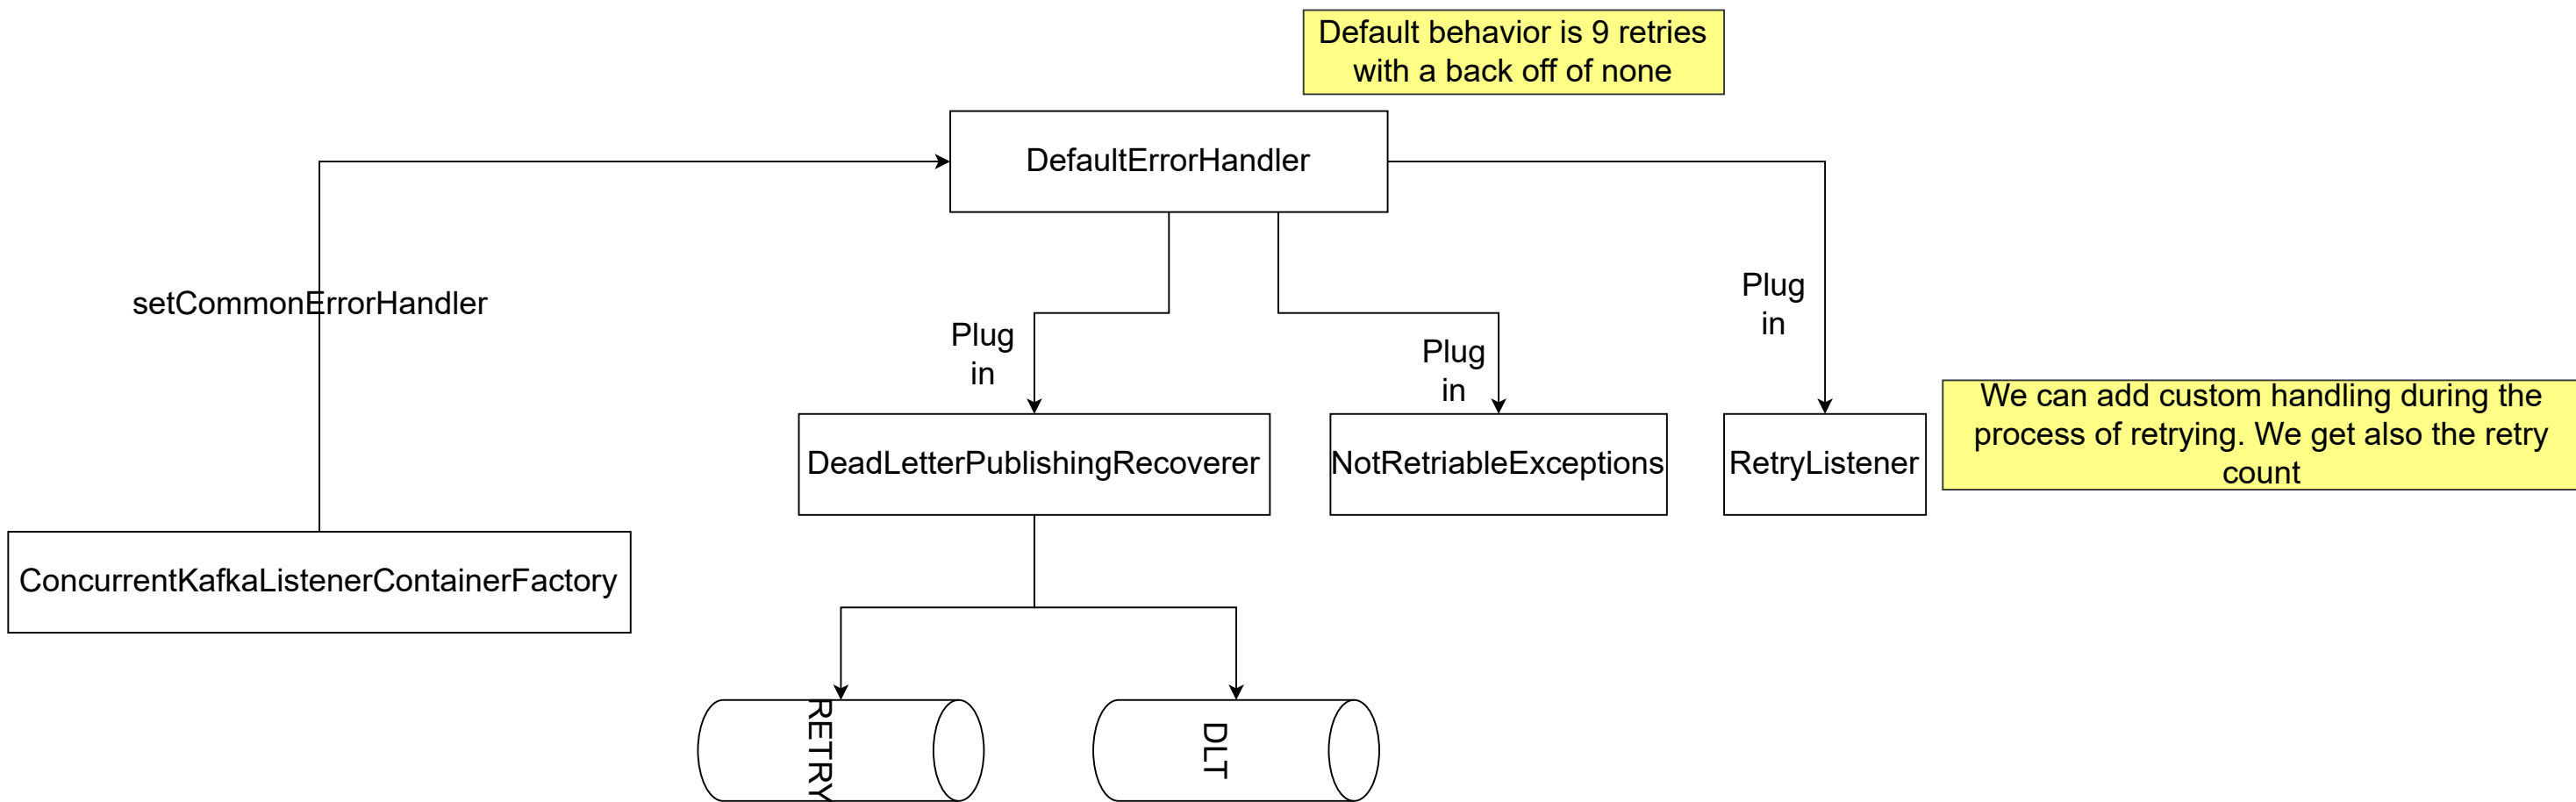 Default behavior is 9 retries
with a back off of none
DefaultErrorHandler
setCommonErrorHandler
Plug
in
Plug
in
Plug
in
DeadLetterPublishingRecoverer
NotRetriableExceptions
RetryListener
We can add custom handling during the
process of retrying. We get also the retry
count
ConcurrentKafkaListenerContainerFactory
RETRY
DLT